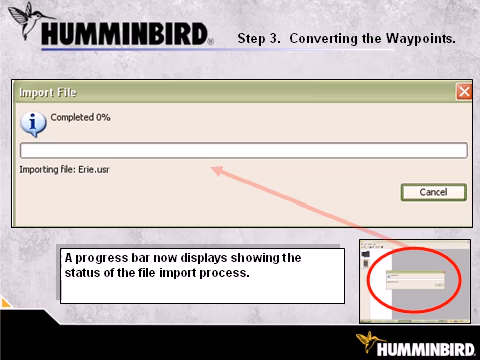 HUMMINBIRD®
Step 3.  Converting the Waypoints.
Import File
Completed 0%
Importing file: Erie.usr
Cancel
A progress bar now displays showing the
status of the file import process.
HUMMINBIRD